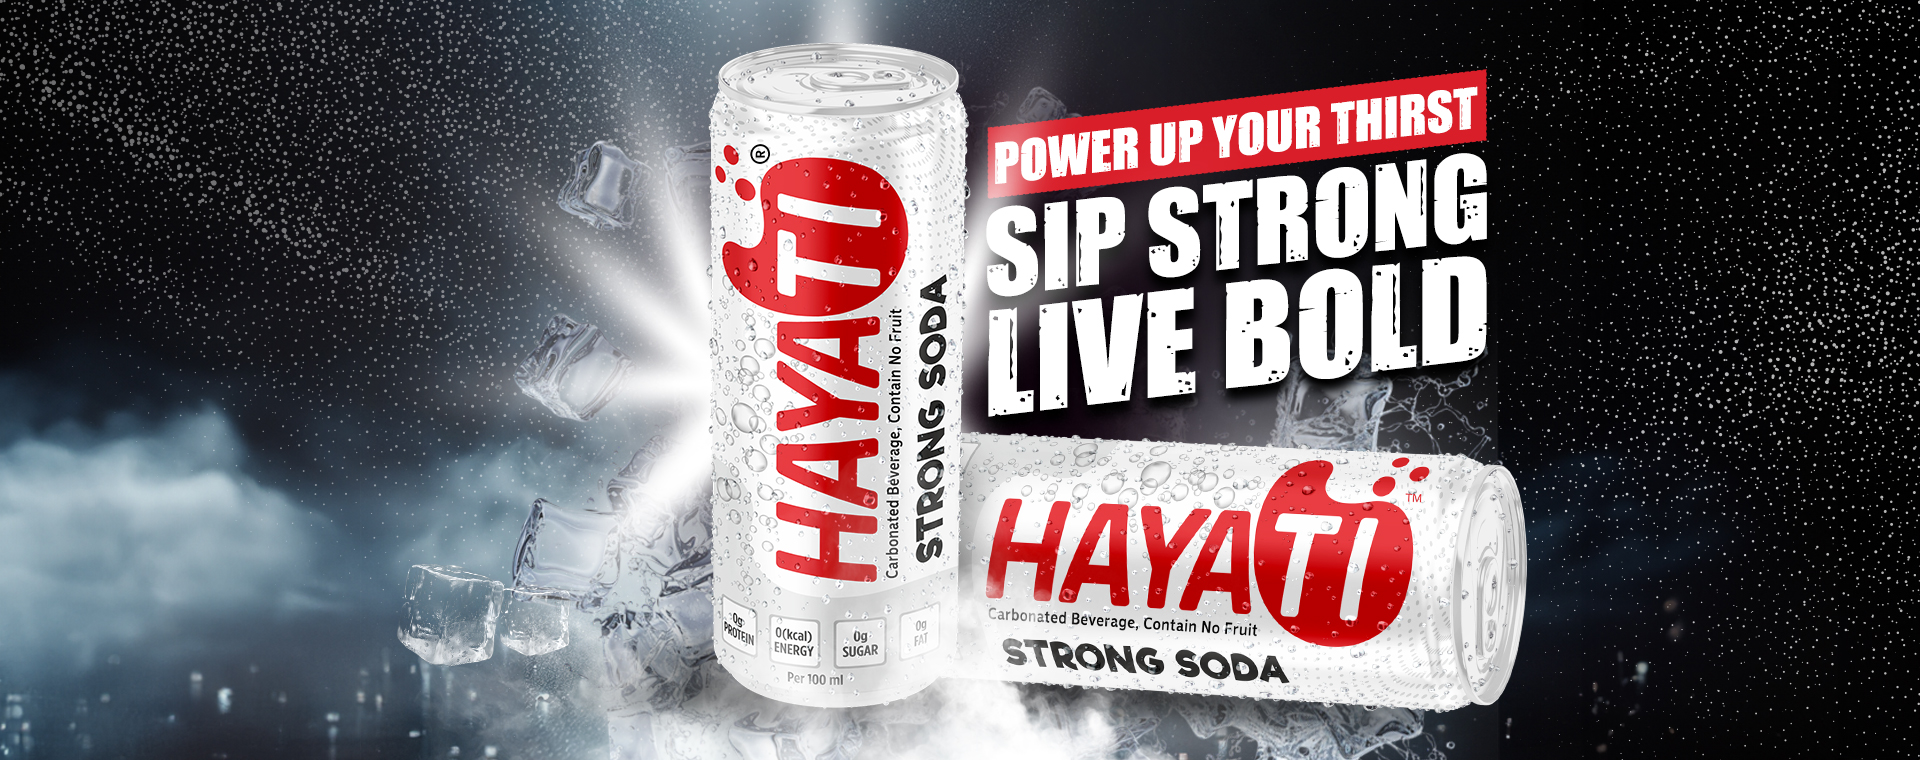 POWER UP YOUR THIRST
SIP STRONG
LIVE BOLD
HAYATI ®
Carbonated Beverage, Contain No Fruit
STRONG SODA
0g PROTEIN
0(kcal) ENERGY
0g SUGAR
0g FAT
Per 100 ml
HAYATI ™
Carbonated Beverage, Contain No Fruit
STRONG SODA